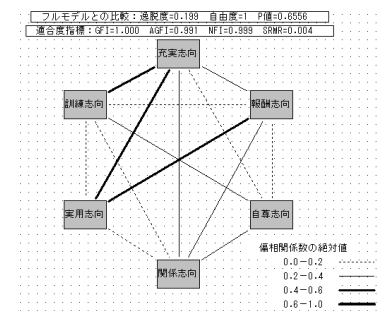 フルモデルとの比較：逸脱度=0.199 自由度=1 P値=0.6556
適合度指標：GFI=1.000 AGFI=0.991 NFI=0.999 SRMR=0.004
充実志向
訓練志向
報酬志向
実用志向
自尊志向
関係志向
偏相関係数の絶対値
0.0－0.2
0.2－0.4
0.4－0.6
0.6－1.0